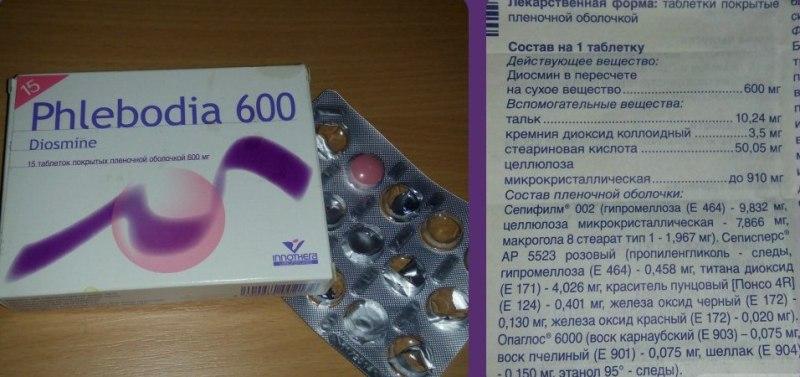 15
Phlebodia 600
Diosmine
15 таблеток покрытых пленочной оболочкой 600 мг
INNOTHERA
Лекарственная форма: таблетки покрытые
пленочной оболочкой
Состав на 1 таблетку
Действующее вещество:
Диосмин в пересчете
на сухое вещество............................600 мг
Вспомогательные вещества:
тальк..............................................10,24 мг
кремния диоксид коллоидный............3,5 мг
стеариновая кислота......................50,05 мг
целлюлоза
микрокристаллическая.................до 910 мг
Состав пленочной оболочки:
Сепифилм® 002 (гипромеллоза (Е 464) - 9,832 мг,
целлюлоза микрокристаллическая - 7,866 мг,
макрогола 8 стеарат тип 1 - 1,967 мг). Сеписперс®
АР 5523 розовый (пропиленгликоль - следы,
гипромеллоза (Е 464) - 0,458 мг, титана диоксид
(Е 171) - 4,026 мг, краситель пунцовый [Понсо 4R]
(Е 124) - 0,401 мг, железа оксид черный (Е 172) -
0,130 мг, железа оксид красный (Е 172) - 0,020 мг).
Опаглос® 6000 (воск карнаубский (Е 903) – 0,075 мг,
воск пчелиный (Е 901) - 0,075 мг, шеллак (Е 904)
- 0,150 мг, этанол 95° - следы).